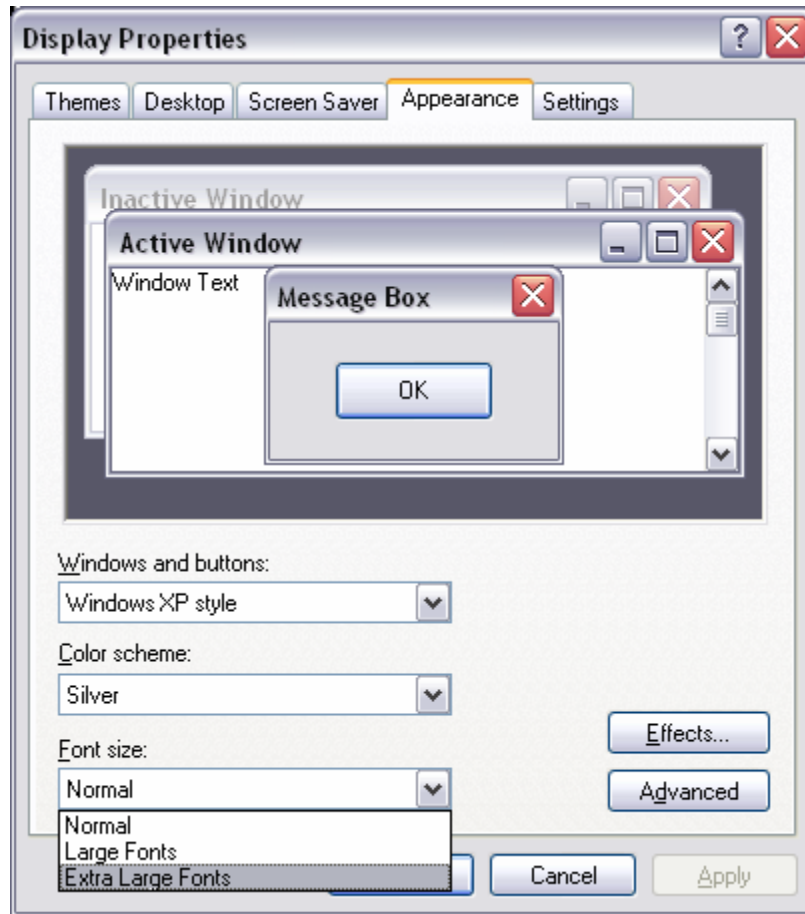 Display Properties
Themes Desktop Screen Saver Appearance Settings
Inactive Window
Active Window
Window Text
Message Box
OK
Windows and buttons:
Windows XP style
Color scheme:
Silver
Effects...
Font size:
Normal
Advanced
Normal
Large Fonts
Extra Large Fonts
Cancel Apply